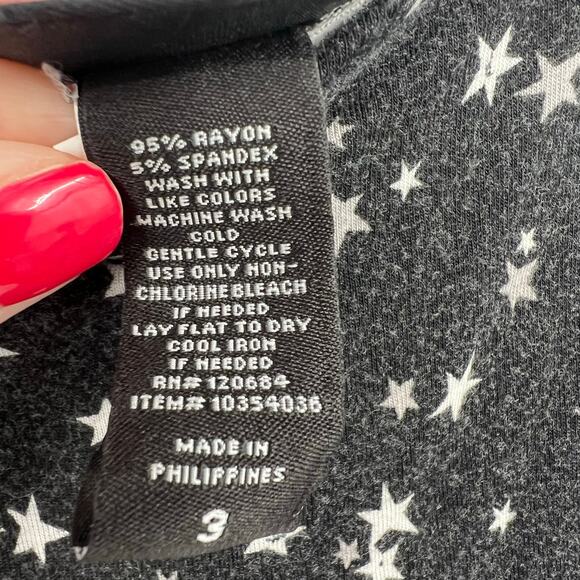 95% RAYON
5% SPANDEX
WASH WITH
LIKE COLORS
MACHINE WASH
COLD
GENTLE CYCLE
USE ONLY NON-
CHLORINE BLEACH
IF NEEDED
LAY FLAT TO DRY
COOL IRON
IF NEEDED
RN# 120684
ITEM# 10354036
MADE IN
PHILIPPINES
3